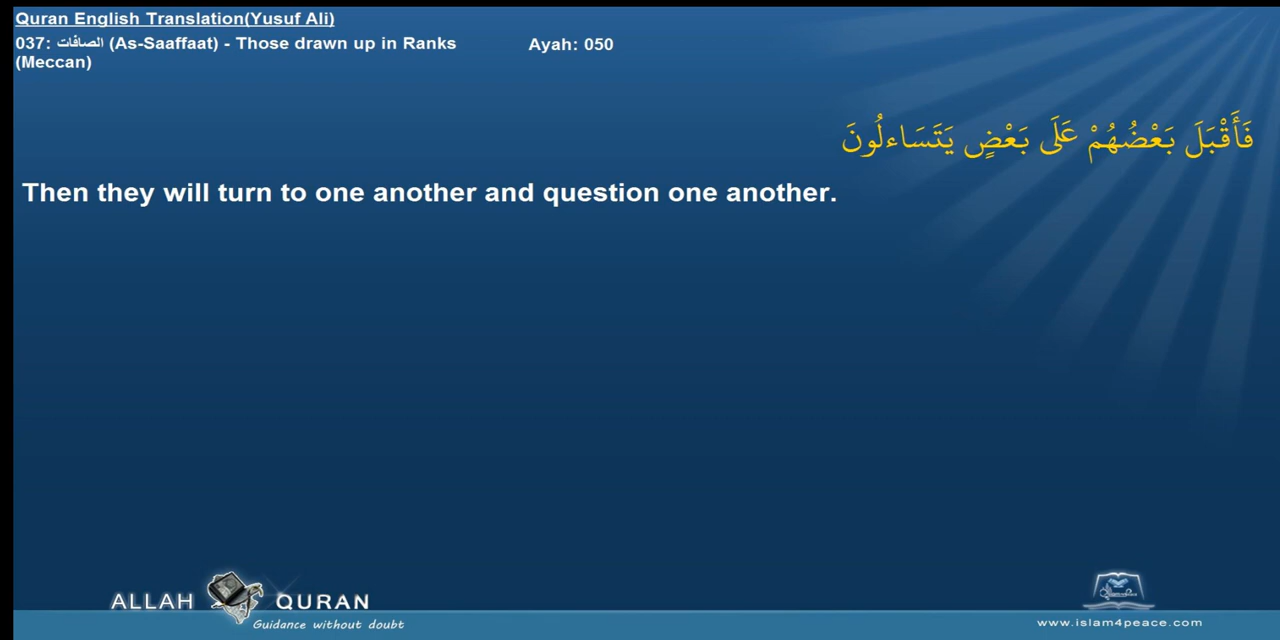 Quran English Translation(Yusuf Ali)
037: الصافات (As-Saaffaat) - Those drawn up in Ranks Ayah: 050
(Meccan)
فَأَقْبَلَ بَعْضُهُمْ عَلَى بَعْضٍ يَتَسَاءلُونَ
Then they will turn to one another and question one another.
ALLAH QURAN
Guidance without doubt
www.islam4peace.com